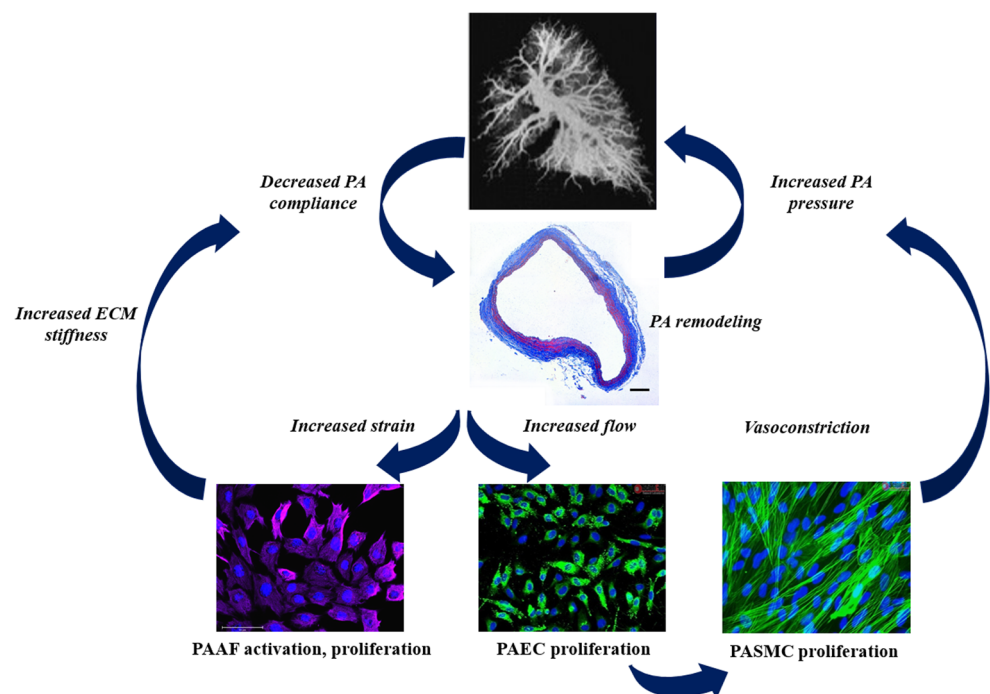 Decreased PA
compliance
Increased PA
pressure
Increased ECM
stiffness
PA remodeling
Increased strain
Increased flow
Vasoconstriction
PAAF activation, proliferation
PAEC proliferation
PASMC proliferation